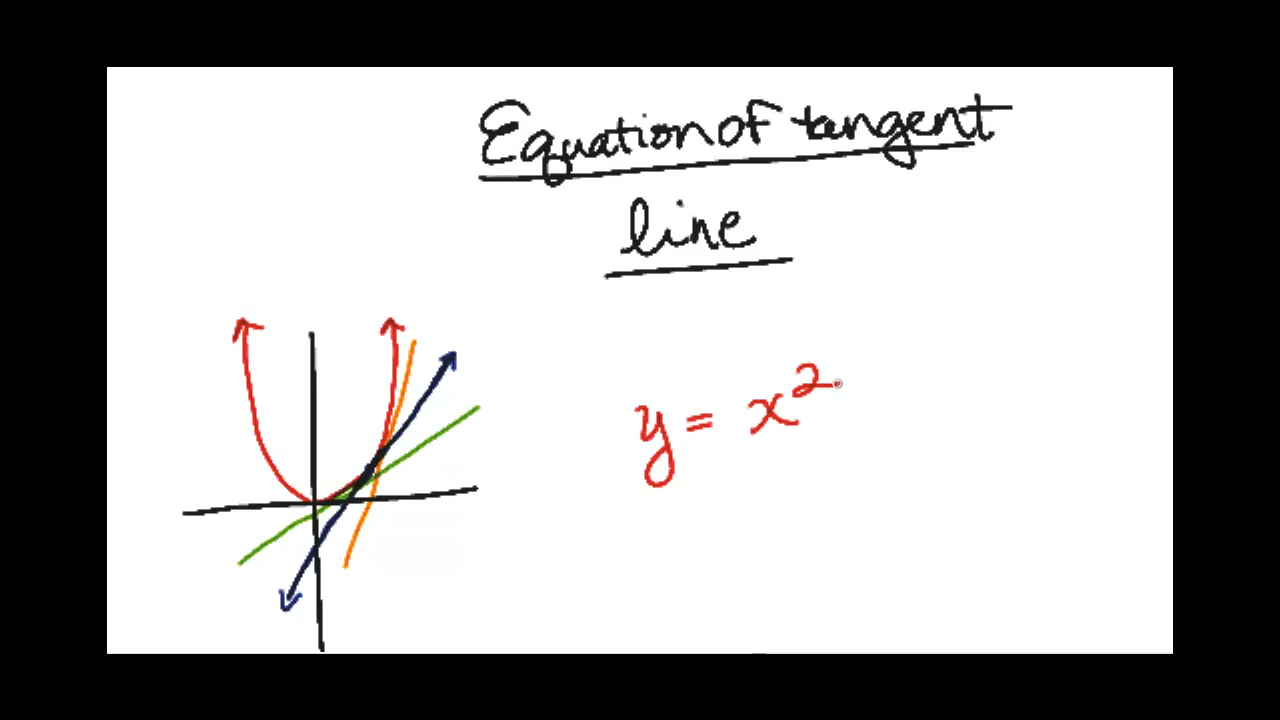 Equation of tangent
line
y = x²